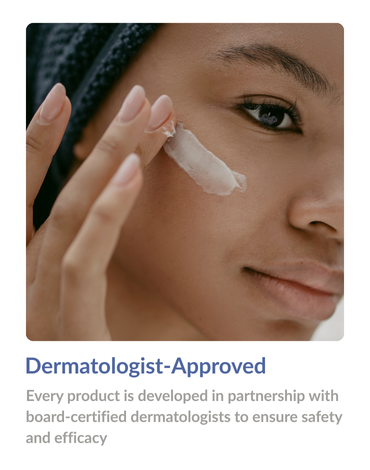 Dermatologist-Approved
Every product is developed in partnership with
board-certified dermatologists to ensure safety
and efficacy